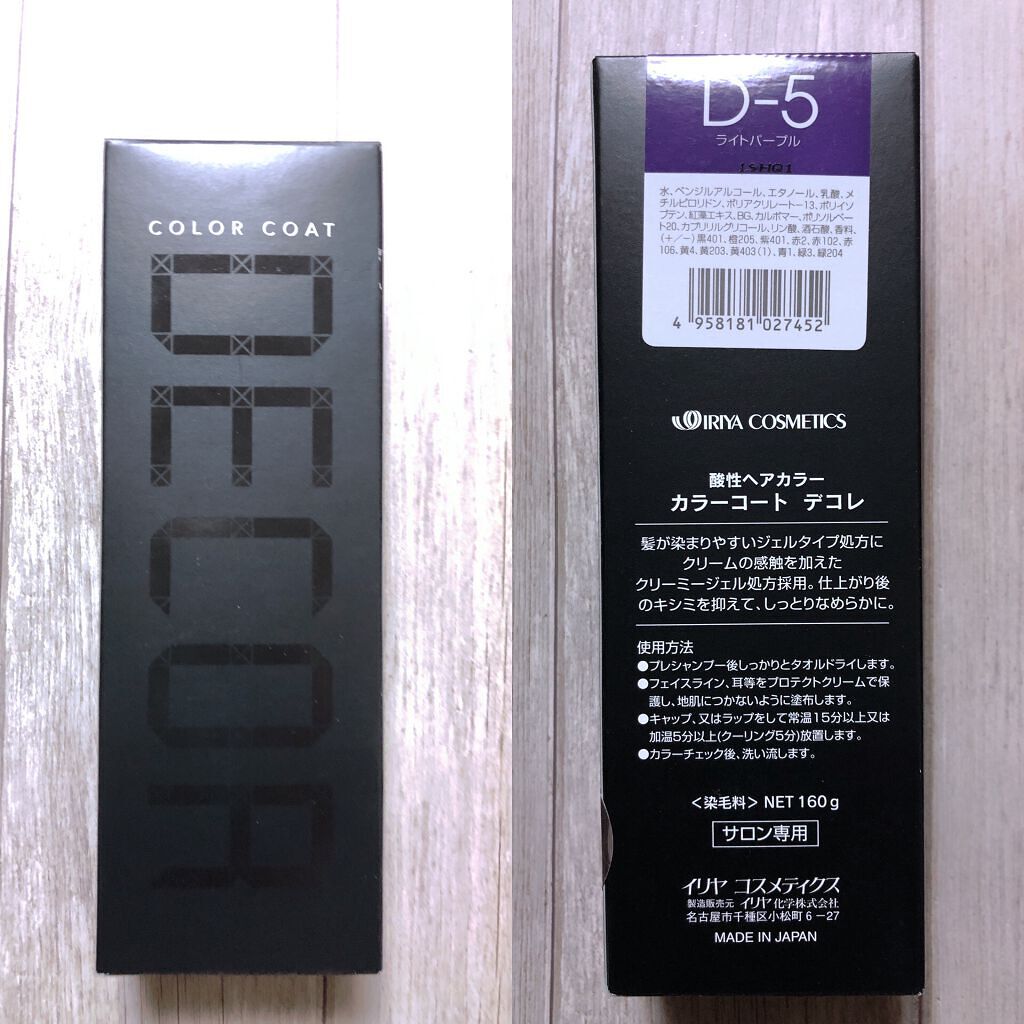 COLOR COAT
DECOR
D-5
ライトパープル
1SHQ1
水、ベンジルアルコール、エタノール、乳酸、メ
チルピロリドン、ポリアクリレート-13、ポリイソ
ブテン、紅藻エキス、BG、カルボマー、ポリソルベー
ト20、カプリリルグリコール、リン酸、酒石酸、香料、
(+/−)黒401、橙205、紫401、赤2、赤102、赤
106、黄4、黄203、黄403(1)、青1、緑3、緑204
4 958181 027452
IRIYA COSMETICS
酸性ヘアカラー
カラーコート デコレ
髪が染まりやすいジェルタイプ処方に
クリームの感触を加えた
クリーミージェル処方採用。仕上がり後
のキシミを抑えて、しっとりなめらかに。
使用方法
●プレシャンプー後しっかりとタオルドライします。
●フェイスライン、耳等をプロテクトクリームで保
護し、地肌につかないように塗布します。
●キャップ、又はラップをして常温15分以上又は
加温5分以上(クーリング5分)放置します。
●カラーチェック後、洗い流します。
<染毛料> NET 160g
サロン専用
イリヤ コスメティクス
製造販売元 イリヤ化学株式会社
名古屋市千種区小松町6-27
MADE IN JAPAN